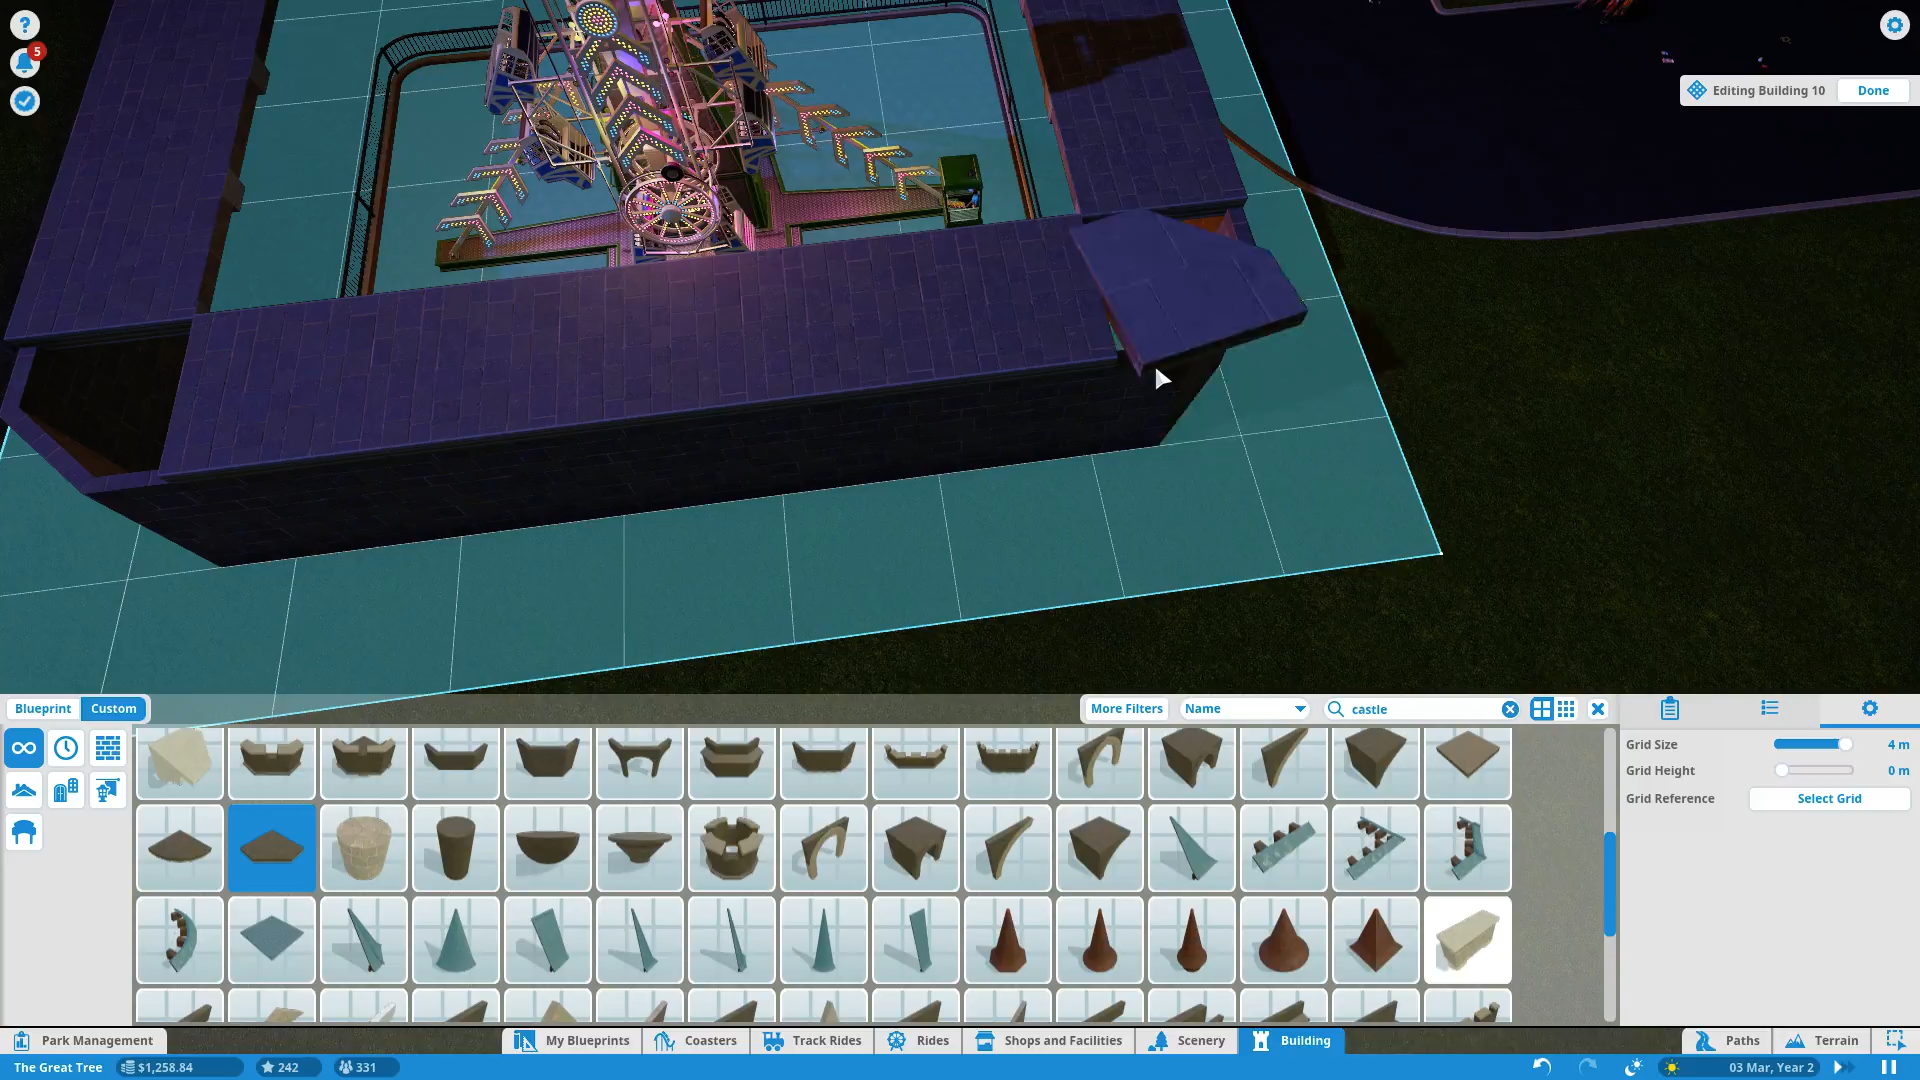 ?
5
Editing Building 10
Done
Blueprint
Custom
More Filters
Name
castle
Grid Size
4 m
Grid Height
0 m
Grid Reference
Select Grid
Park Management
My Blueprints
Coasters
Track Rides
Rides
Shops and Facilities
Scenery
Building
Paths
Terrain
The Great Tree
$1,258.84
242
331
03 Mar, Year 2